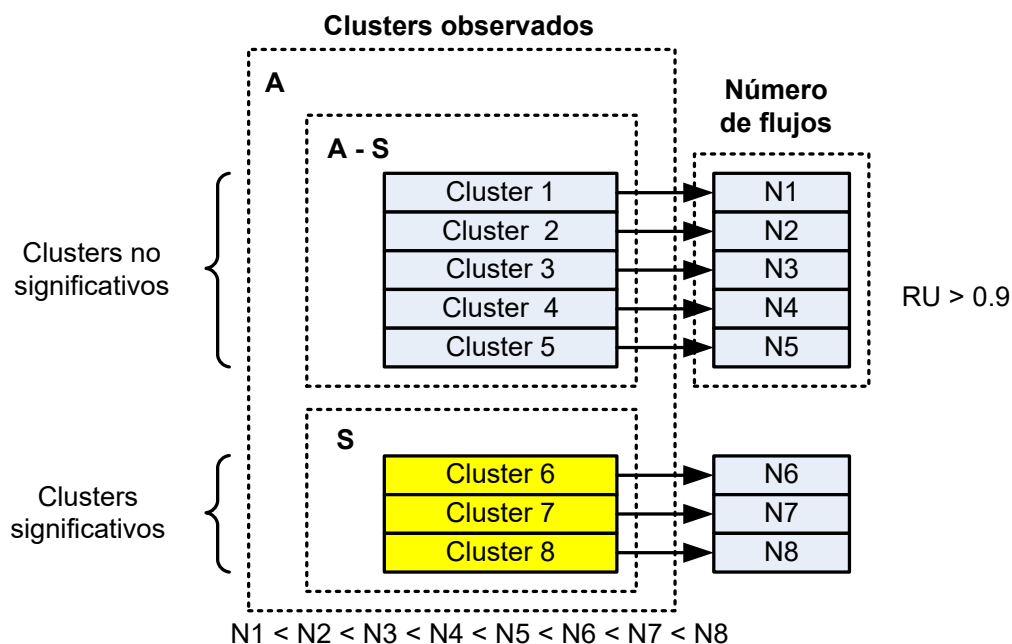 Clusters observados
A
Número
de flujos
A - S
Cluster 1
N1
Cluster 2
N2
Clusters no
significativos
Cluster 3
N3
Cluster 4
N4
RU > 0.9
Cluster 5
N5
S
Cluster 6
N6
Clusters
significativos
Cluster 7
N7
Cluster 8
N8
N1 < N2 < N3 < N4 < N5 < N6 < N7 < N8